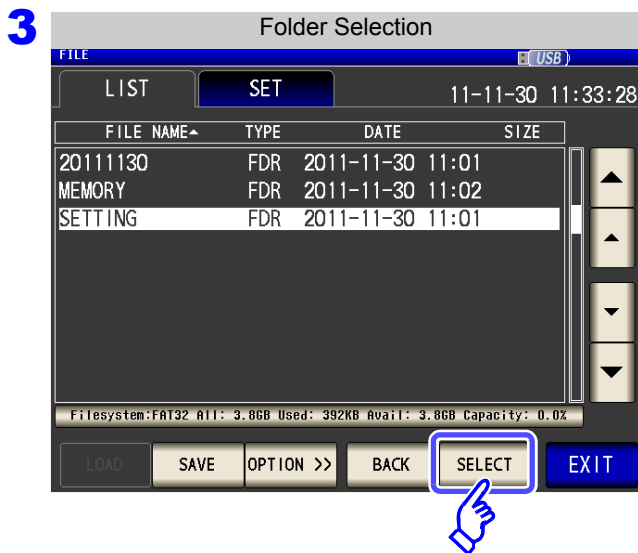 3
Folder Selection
FILE USB
LIST SET 11-11-30 11:33:28
FILE NAME TYPE DATE SIZE
20111130 FDR 2011-11-30 11:01
MEMORY FDR 2011-11-30 11:02
SETTING FDR 2011-11-30 11:01
Filesystem:FAT32 All: 3.8GB Used: 392KB Avail: 3.8GB Capacity: 0.0%
LOAD SAVE OPTION >> BACK SELECT EXIT